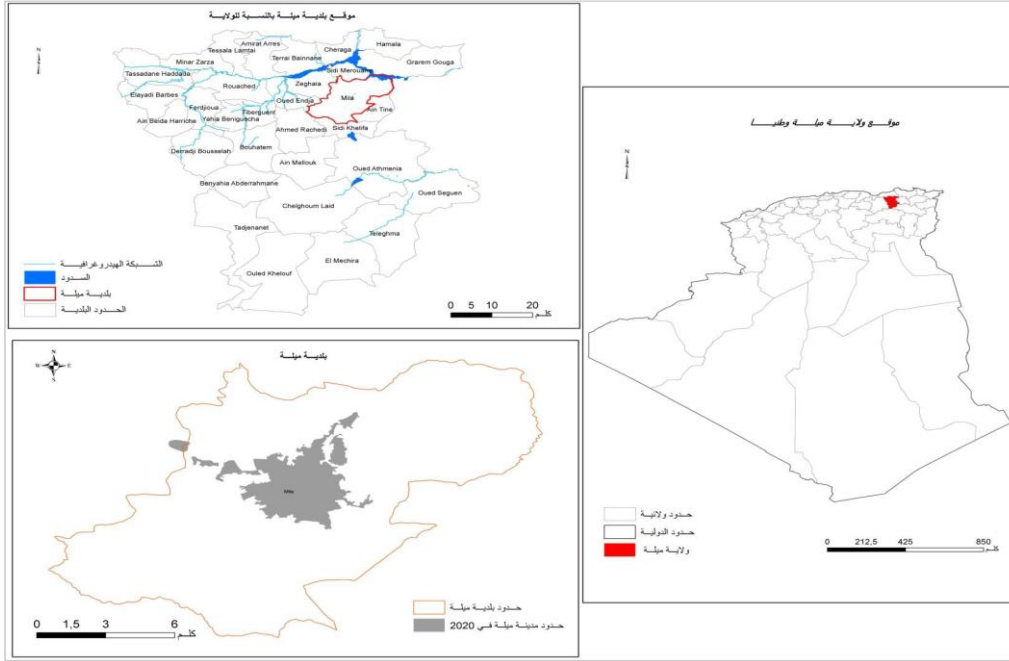 موقع بلدية ميلة بالنسبة للولاية
Amirat Arres
Hamala
Tessala Lamtai
Cheraga
Terrai Bainnane
Minar Zarza
Grarem Gouga
Sidi Merouane
Tassadane Haddada
Zeghaia
Rouached
Elayadi Barbes
Mila
Oued Endja
Ferdjioua
Tiberguent
Ain Tine
Ain Beida Harriche
Yahia Beniguecha
Ahmed Rachedi
Sidi Khelifa
Bouhatem
Derradji Bousselah
Ain Mellouk
Oued Athmenia
Benyahia Abderrahmane
Oued Seguen
Chelghoum Laid
Tadjenanet
Teleghma
El Mechira
Ouled Khelouf
الشبكة الهيدروغرافية
السدود
بلدية ميلة
الحدود البلدية
0 5 10 20
كلم
بلدية ميلة
N
W E
S
Mila
حدود بلدية ميلة
حدود مدينة ميلة في 2020
0 1,5 3 6
كلم
موقع ولاية ميلة وطنيا
حدود ولائية
حدود الدولية
ولاية ميلة
0 212,5 425 850
كلم